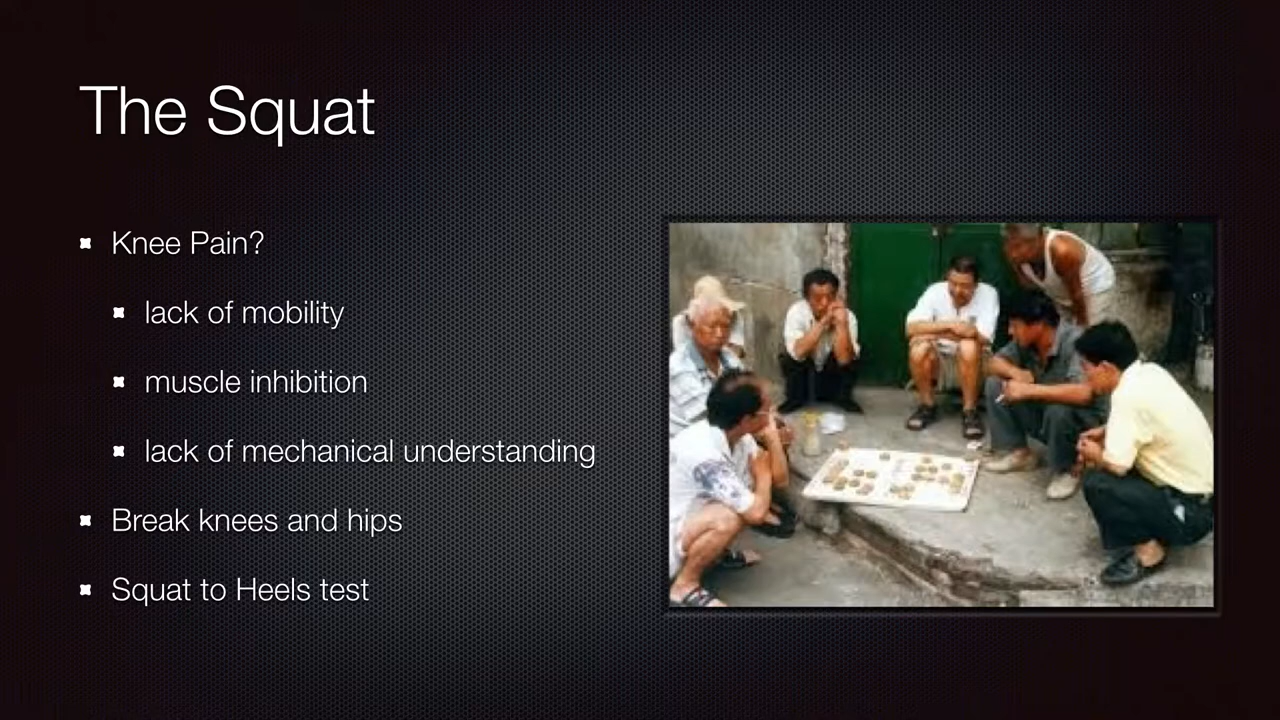 The Squat
Knee Pain?
lack of mobility
muscle inhibition
lack of mechanical understanding
Break knees and hips
Squat to Heels test